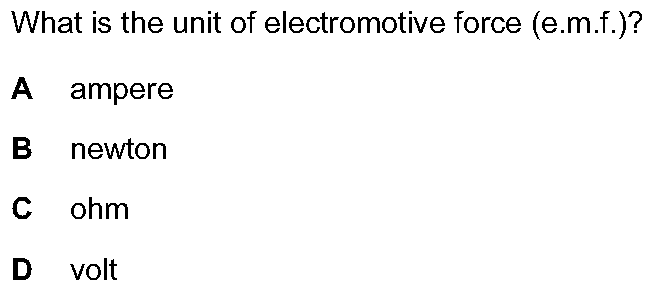 What is the unit of electromotive force (e.m.f.)?
A ampere
B newton
C ohm
D volt